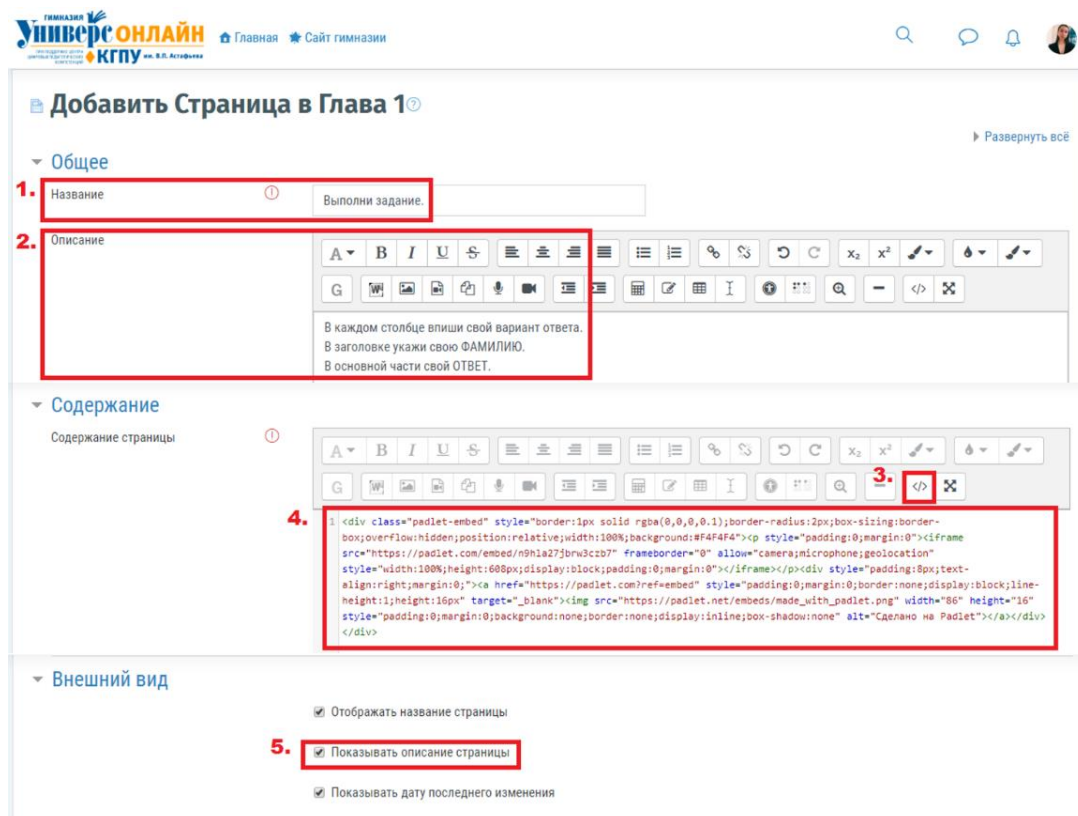 ГИМНАЗИЯ
УНИВЕРС ОНЛАЙН
КГПУ им. В.П. Астафьева
Главная Сайт гимназии
Добавить Страница в Глава 1
Развернуть всё
Общее
1. Название Выполни задание.
2. Описание
В каждом столбце впиши свой вариант ответа.
В заголовке укажи свою ФАМИЛИЮ.
В основной части свой ОТВЕТ.
Содержание
Содержание страницы
3.
4. 1 <div class="padlet-embed" style="border:1px solid rgba(0,0,0,0.1);border-radius:2px;box-sizing:border-
box;overflow:hidden;position:relative;width:100%;background:#F4F4F4"><p style="padding:0;margin:0"><iframe
src="https://padlet.com/embed/n9hla27jbrw3czb7" frameborder="0" allow="camera;microphone;geolocation"
style="width:100%;height:608px;display:block;padding:0;margin:0"></iframe></p><div style="padding:8px;text-
align:right;margin:0;"><a href="https://padlet.com?ref=embed" style="padding:0;margin:0;border:none;display:block;line-
height:1;height:16px" target="_blank"><img src="https://padlet.net/embeds/made_with_padlet.png" width="86" height="16"
style="padding:0;margin:0;background:none;border:none;display:inline;box-shadow:none" alt="Сделано на Padlet"></a></div>
</div>
Внешний вид
Отображать название страницы
5. Показывать описание страницы
Показывать дату последнего изменения